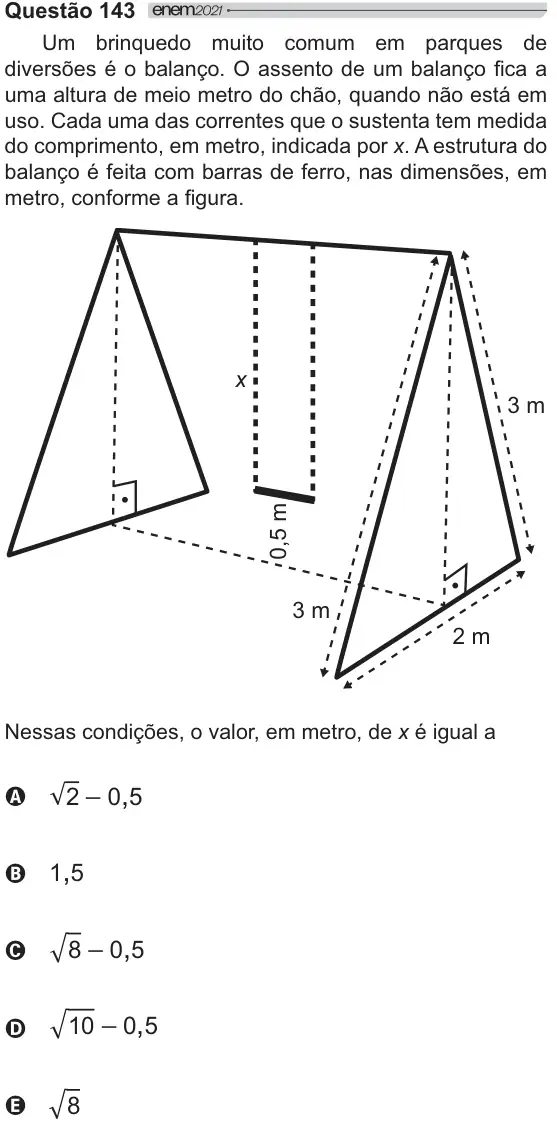 Questão 143 enem2021
Um brinquedo muito comum em parques de
diversões é o balanço. O assento de um balanço fica a
uma altura de meio metro do chão, quando não está em
uso. Cada uma das correntes que o sustenta tem medida
do comprimento, em metro, indicada por x. A estrutura do
balanço é feita com barras de ferro, nas dimensões, em
metro, conforme a figura.
x
3 m
0,5 m
3 m
2 m
Nessas condições, o valor, em metro, de x é igual a
A √2 – 0,5
B 1,5
C √8 – 0,5
D √10 – 0,5
E √8